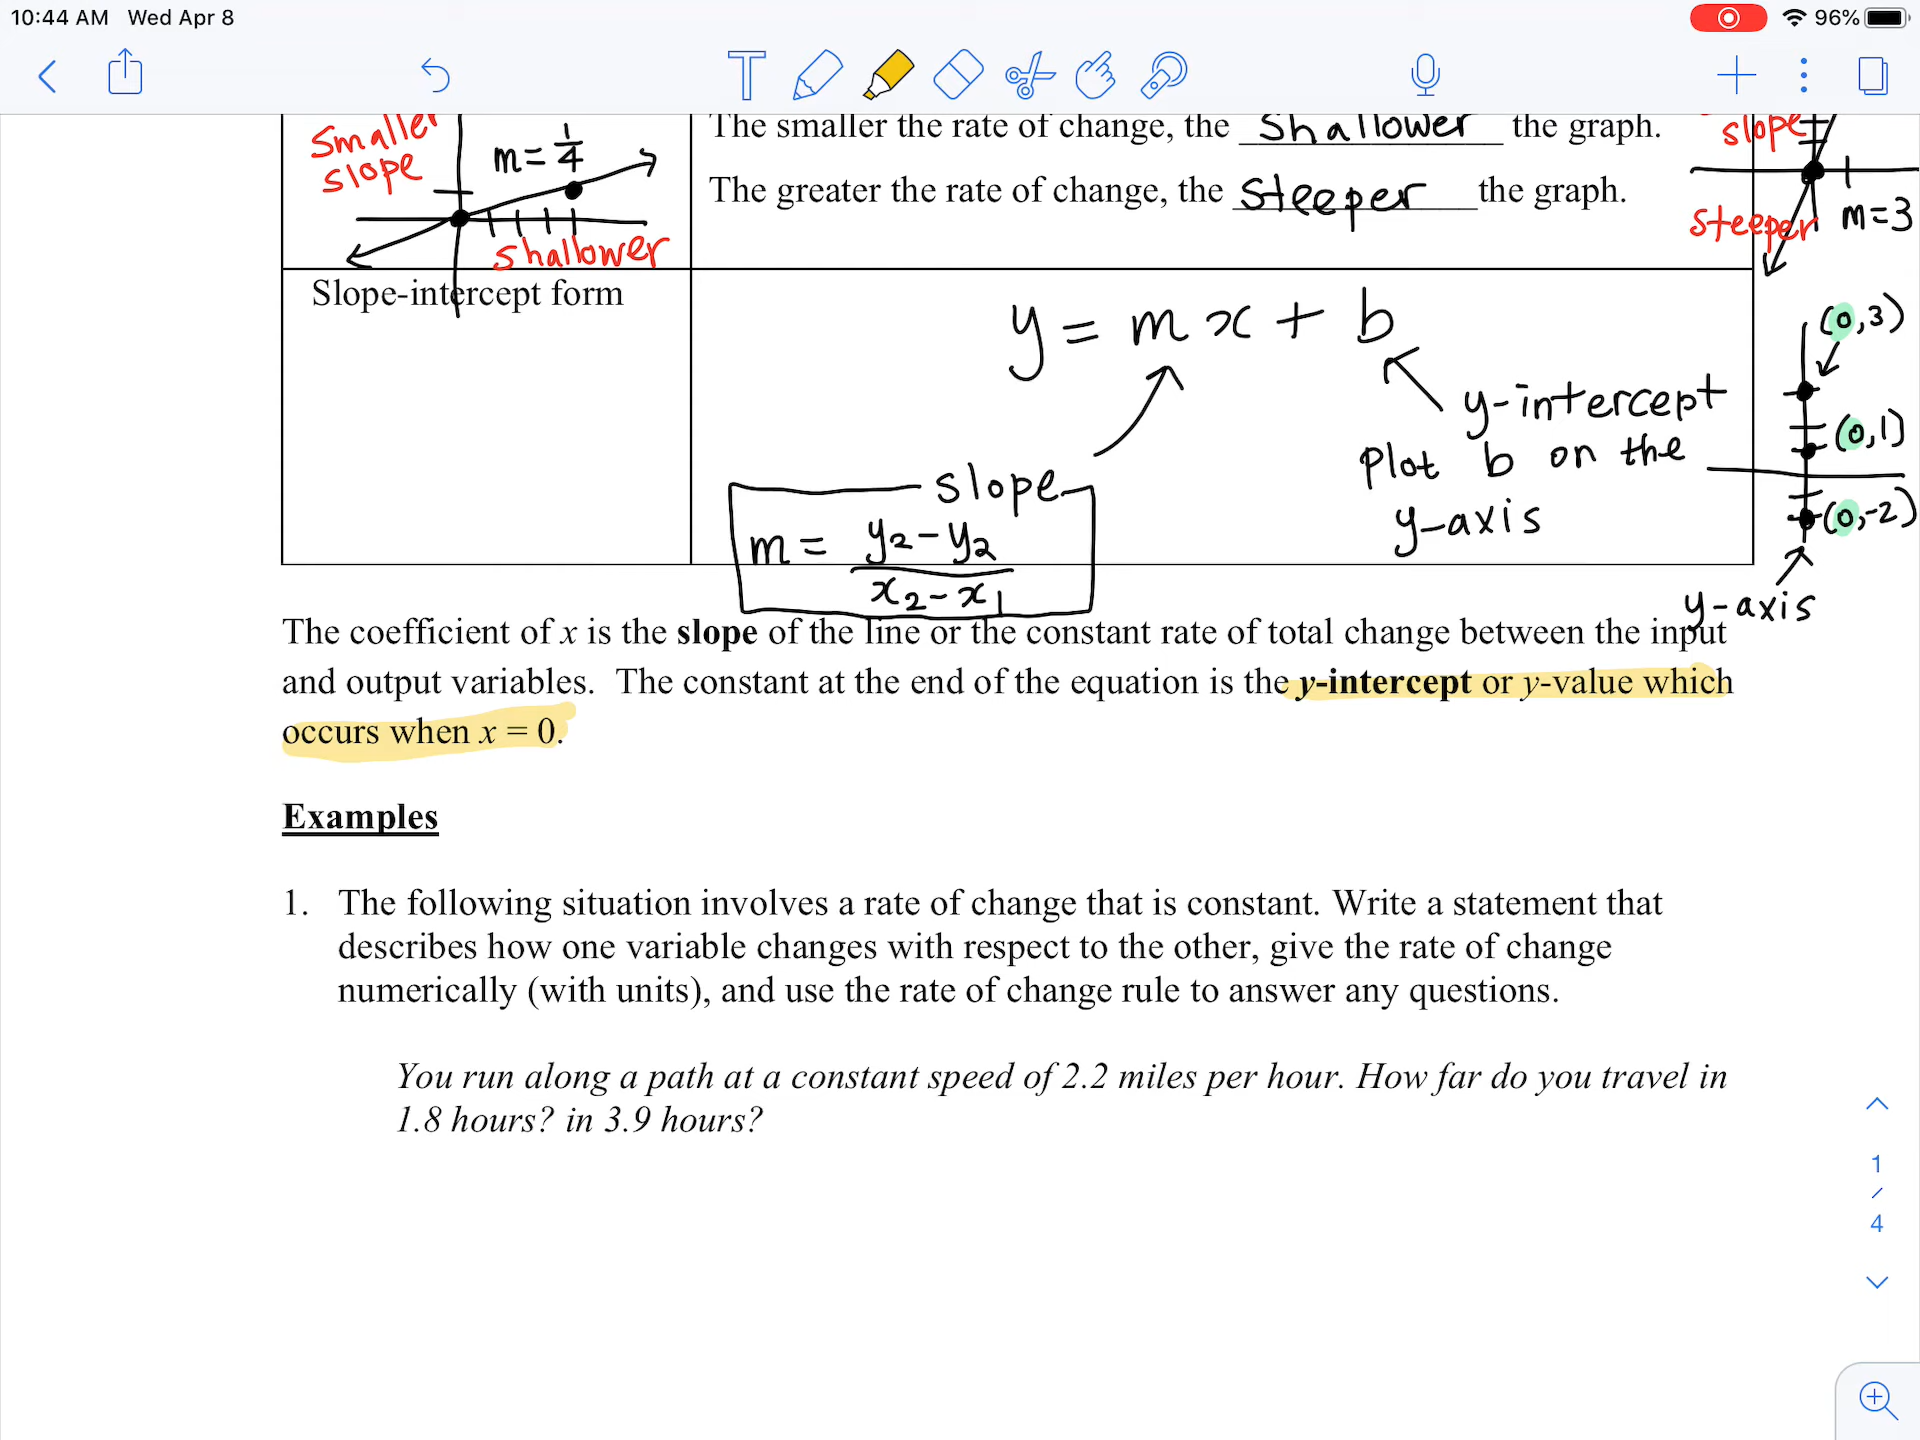 10:44 AM Wed Apr 8
96%
T
smaller
slope
m=1/4
shallower
The smaller the rate of change, the shallower the graph.
The greater the rate of change, the steeper the graph.
slope
steeper
m=3
Slope-intercept form
y = mx + b
y-intercept
plot b on the
y-axis
slope
m = y₂-y₂ / x₂-x₁
(0,3)
(0,1)
(0,-2)
y-axis
The coefficient of x is the slope of the line or the constant rate of total change between the input
and output variables. The constant at the end of the equation is the y-intercept or y-value which
occurs when x = 0.
Examples
1. The following situation involves a rate of change that is constant. Write a statement that
describes how one variable changes with respect to the other, give the rate of change
numerically (with units), and use the rate of change rule to answer any questions.
You run along a path at a constant speed of 2.2 miles per hour. How far do you travel in
1.8 hours? in 3.9 hours?
1
/
4